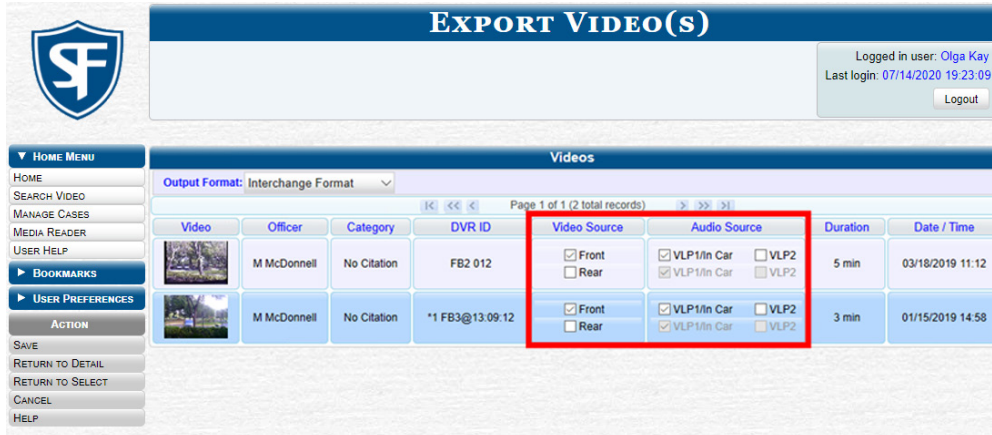 EXPORT VIDEO(S)
SF
Logged in user: Olga Kay
Last login: 07/14/2020 19:23:09
Logout
▼ HOME MENU
HOME
SEARCH VIDEO
MANAGE CASES
MEDIA READER
USER HELP
► BOOKMARKS
► USER PREFERENCES
ACTION
SAVE
RETURN TO DETAIL
RETURN TO SELECT
CANCEL
HELP
Videos
Output Format: Interchange Format
|< << < Page 1 of 1 (2 total records) > >> >|
Video Officer Category DVR ID Video Source Audio Source Duration Date / Time
Front VLP1/In Car VLP2
M McDonnell No Citation FB2 012 5 min 03/18/2019 11:12
Rear VLP1/In Car VLP2
Front VLP1/In Car VLP2
M McDonnell No Citation *1 FB3@13:09:12 3 min 01/15/2019 14:58
Rear VLP1/In Car VLP2